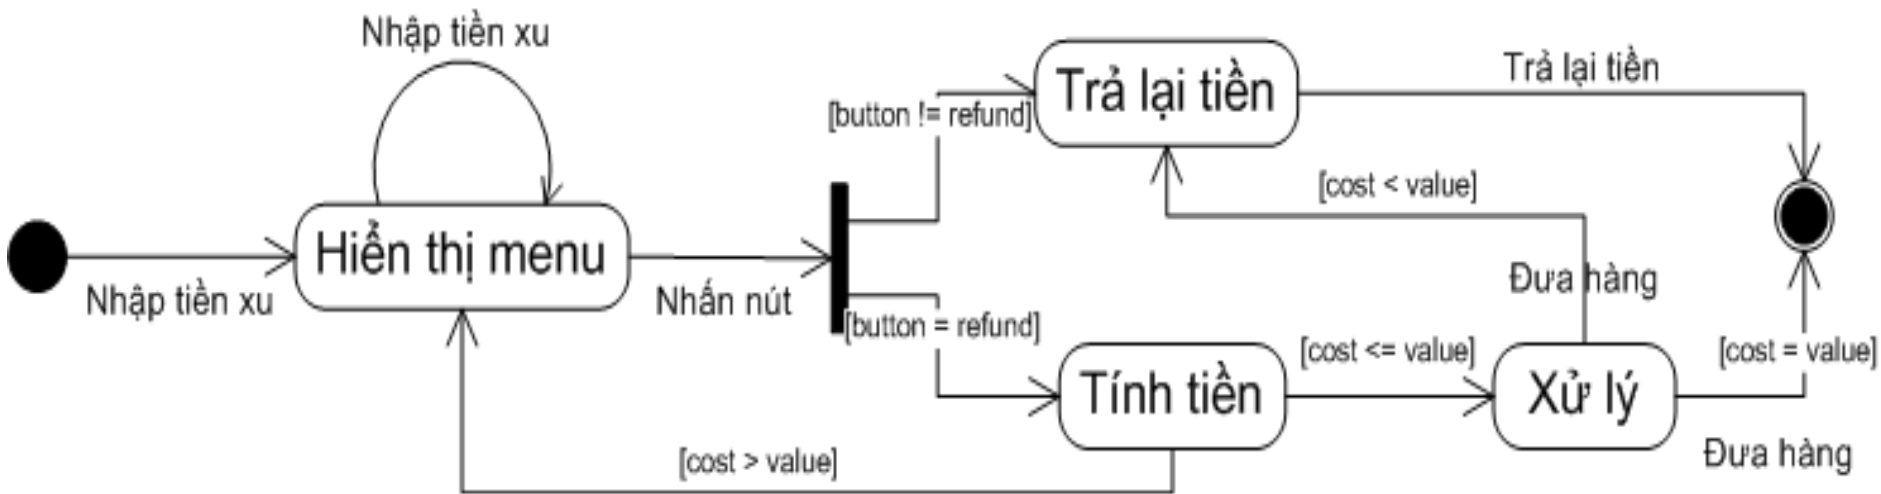 Nhập tiền xu
Trả lại tiền
Trả lại tiền
[button != refund]
[cost < value]
Hiển thị menu
Nhập tiền xu
Nhấn nút
Đưa hàng
[button = refund]
[cost <= value]
[cost = value]
Tính tiền
Xử lý
[cost > value]
Đưa hàng